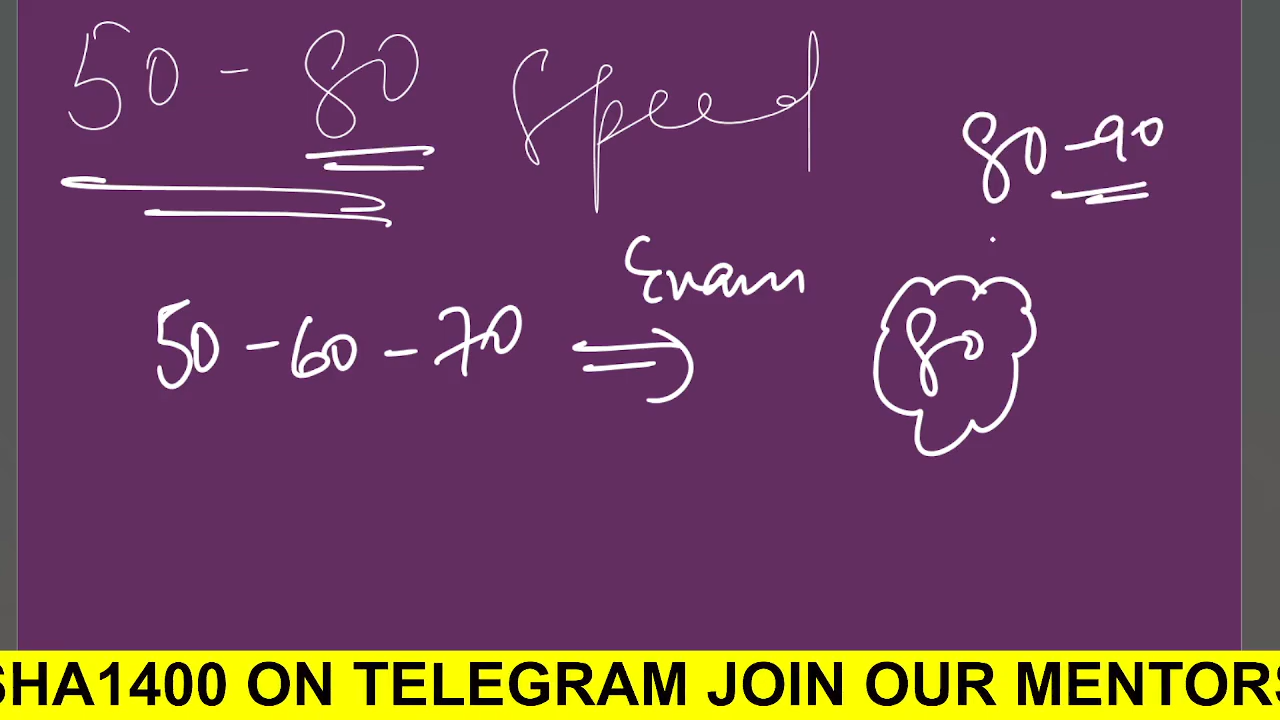 50 - 80 Speed
80 - 90
Exam
50 - 60 - 70 ⇒ 80
SHA1400 ON TELEGRAM JOIN OUR MENTORS